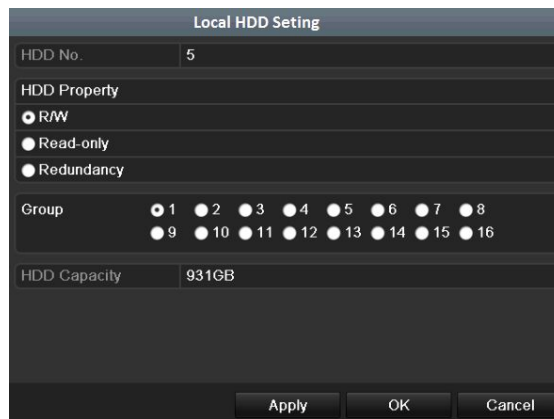 Local HDD Seting
HDD No. 5
HDD Property
R/W
Read-only
Redundancy
Group 1 2 3 4 5 6 7 8
9 10 11 12 13 14 15 16
HDD Capacity 931GB
Apply OK Cancel